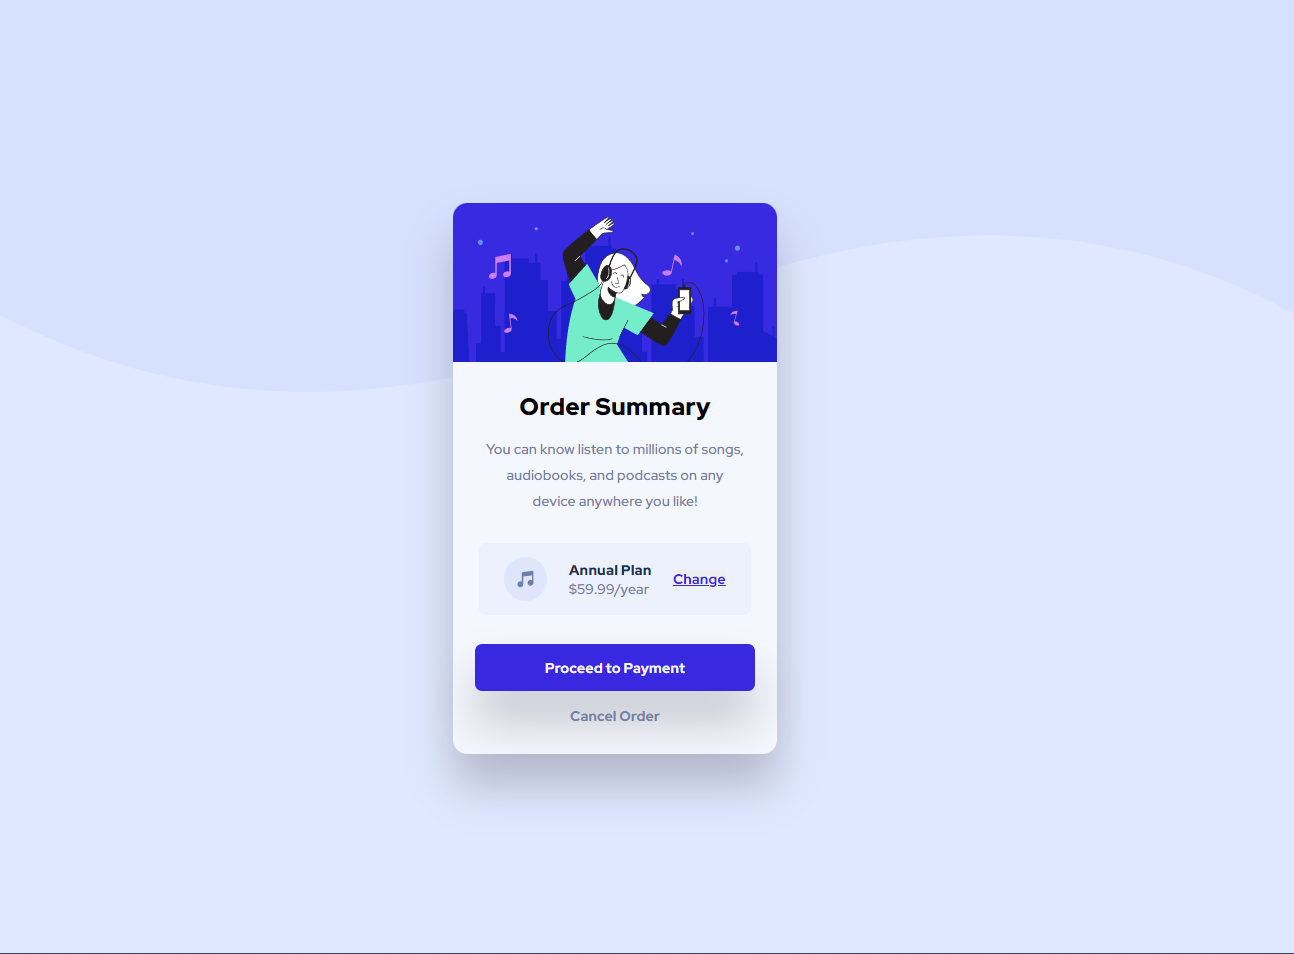 Order Summary
You can know listen to millions of songs,
audiobooks, and podcasts on any
device anywhere you like!
Annual Plan
$59.99/year
Change
Proceed to Payment
Cancel Order